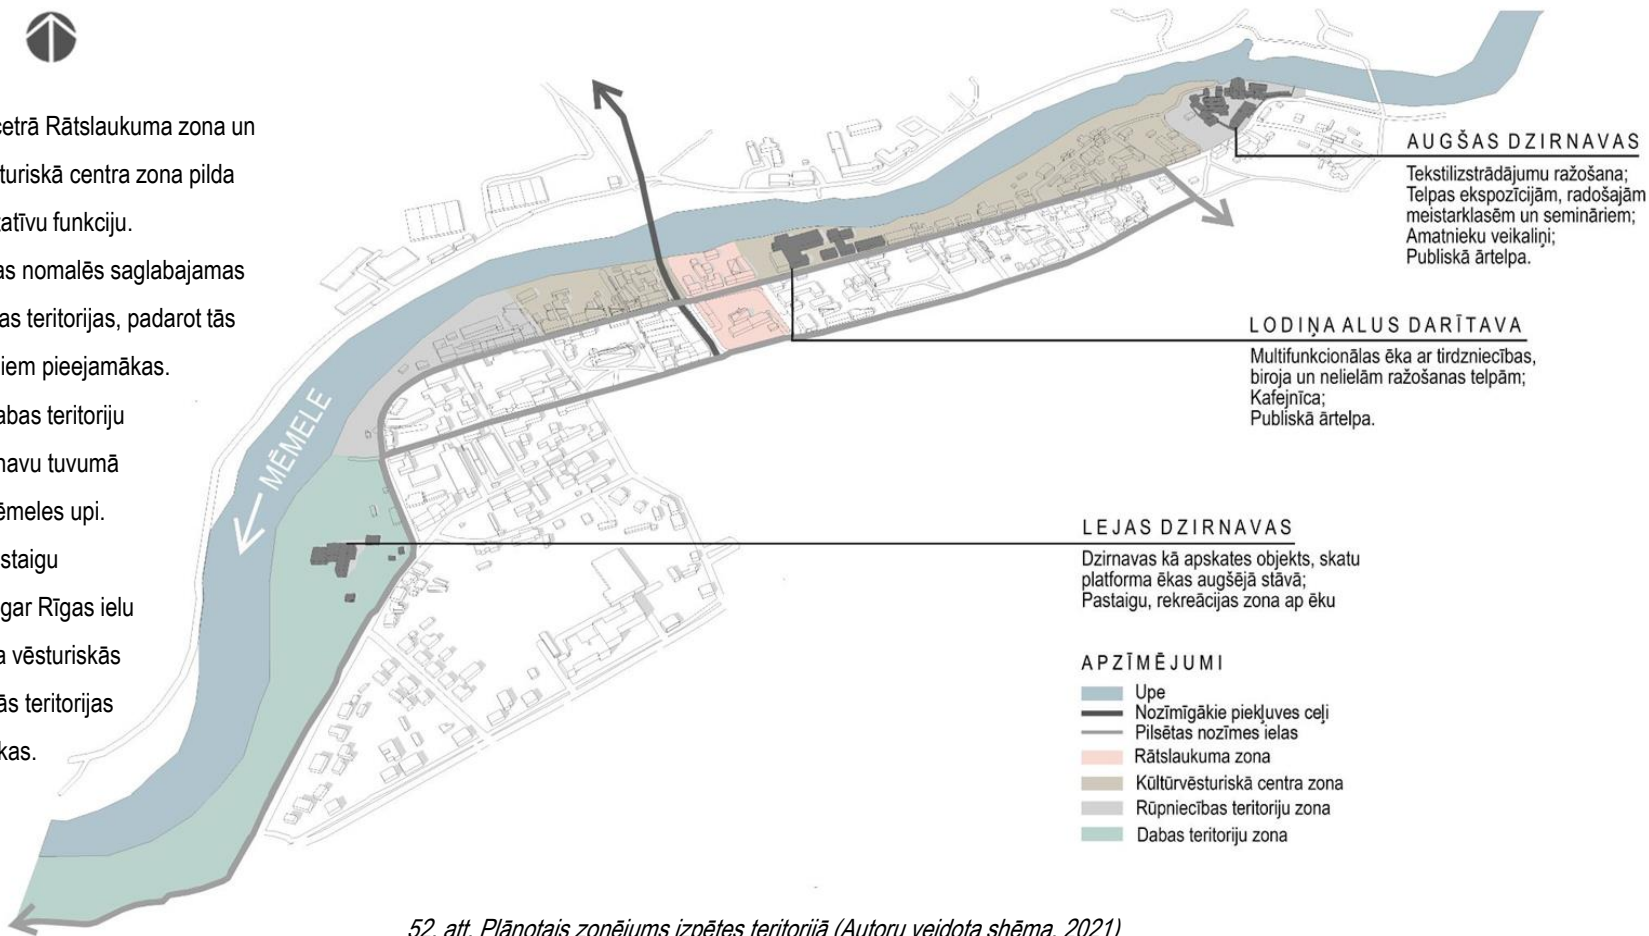 cetrā Rātslaukuma zona un
turiskā centra zona pilda
tatīvu funkciju.
as nomalēs saglabajamas
as teritorijas, padarot tās
iem pieejamākas.
abas teritoriju
navu tuvumā
ēmeles upi.
staigu
gar Rīgas ielu
a vēsturiskās
ās teritorijas
kas.
MĒMELE
AUGŠAS DZIRNAVAS
Tekstilizstrādājumu ražošana;
Telpas ekspozīcijām, radošajām
meistarklasēm un semināriem;
Amatnieku veikaliņi;
Publiskā ārtelpa.
LODIŅA ALUS DARĪTAVA
Multifunkcionālas ēka ar tirdzniecības,
biroja un nelielām ražošanas telpām;
Kafejnīca;
Publiskā ārtelpa.
LEJAS DZIRNAVAS
Dzirnavas kā apskates objekts, skatu
platforma ēkas augšējā stāvā;
Pastaigu, rekreācijas zona ap ēku
APZĪMĒJUMI
Upe
Nozīmīgākie piekļuves ceļi
Pilsētas nozīmes ielas
Rātslaukuma zona
Kūltūrvēsturiskā centra zona
Rūpniecības teritoriju zona
Dabas teritoriju zona
52. att. Plānotais zonējums izpētes teritorijā (Autoru veidota shēma, 2021)